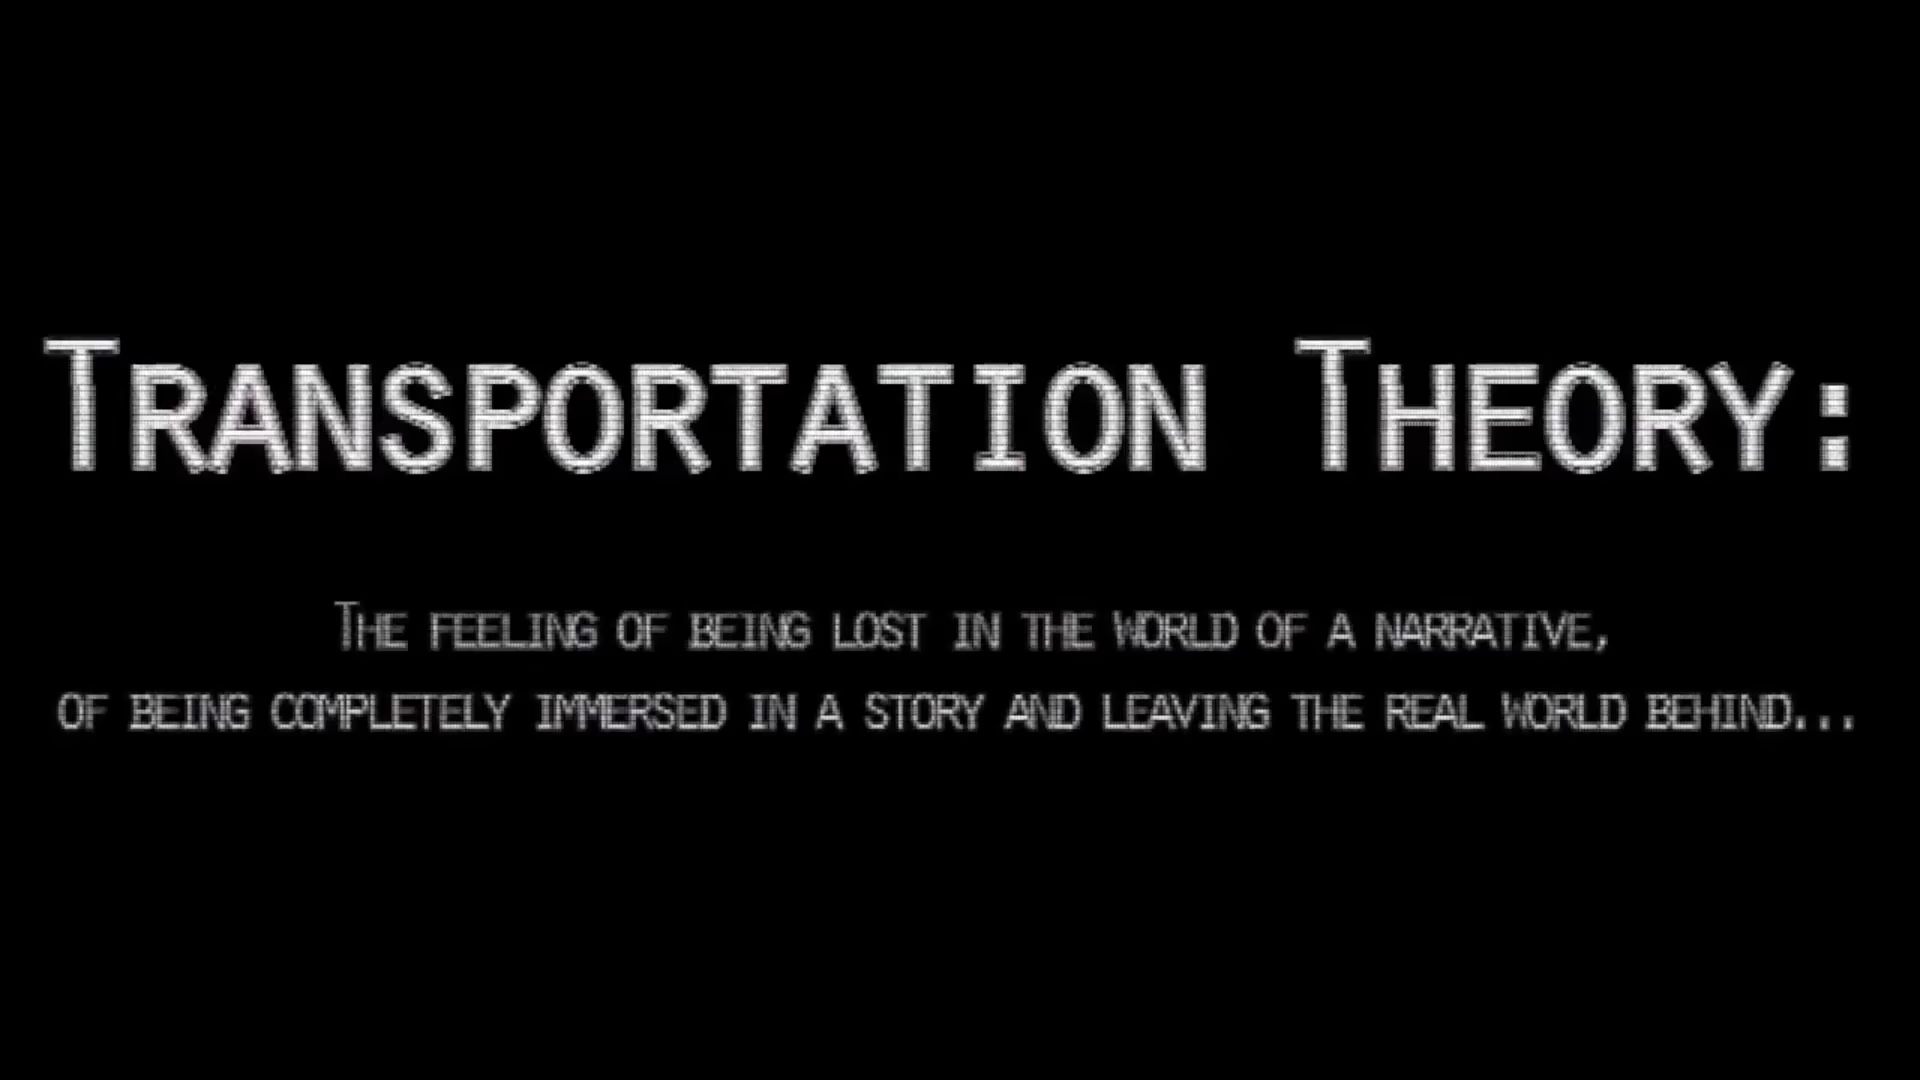 Transportation Theory:
The feeling of being lost in the world of a narrative,
of being completely immersed in a story and leaving the real world behind...